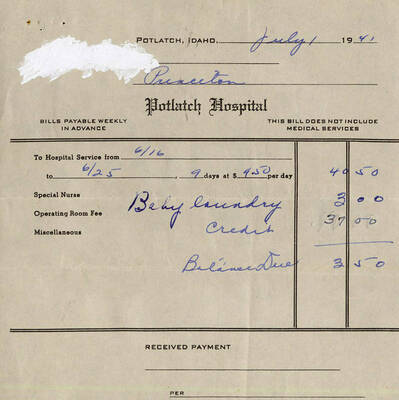 POTLATCH, IDAHO, July 1 1941
Princeton
Potlatch Hospital
BILLS PAYABLE WEEKLY IN ADVANCE
THIS BILL DOES NOT INCLUDE MEDICAL SERVICES
To Hospital Service from 6/16
to 6/25, 9 days at $ 4 50 per day 40 50
Special Nurse Baby laundry 3 00
Operating Room Fee 37 00
Miscellaneous Credit
Balance Due 3 50
RECEIVED PAYMENT
PER